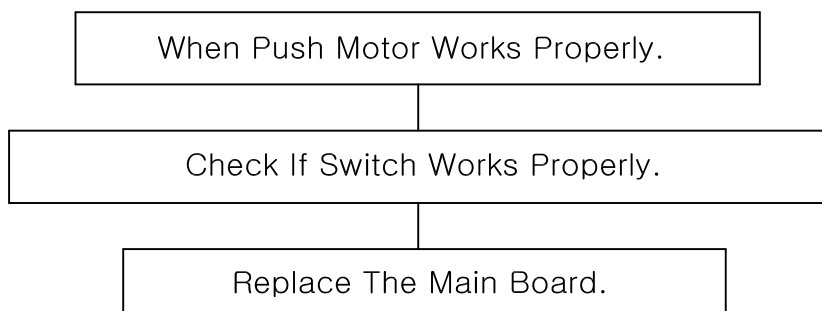 When Push Motor Works Properly.
Check If Switch Works Properly.
Replace The Main Board.